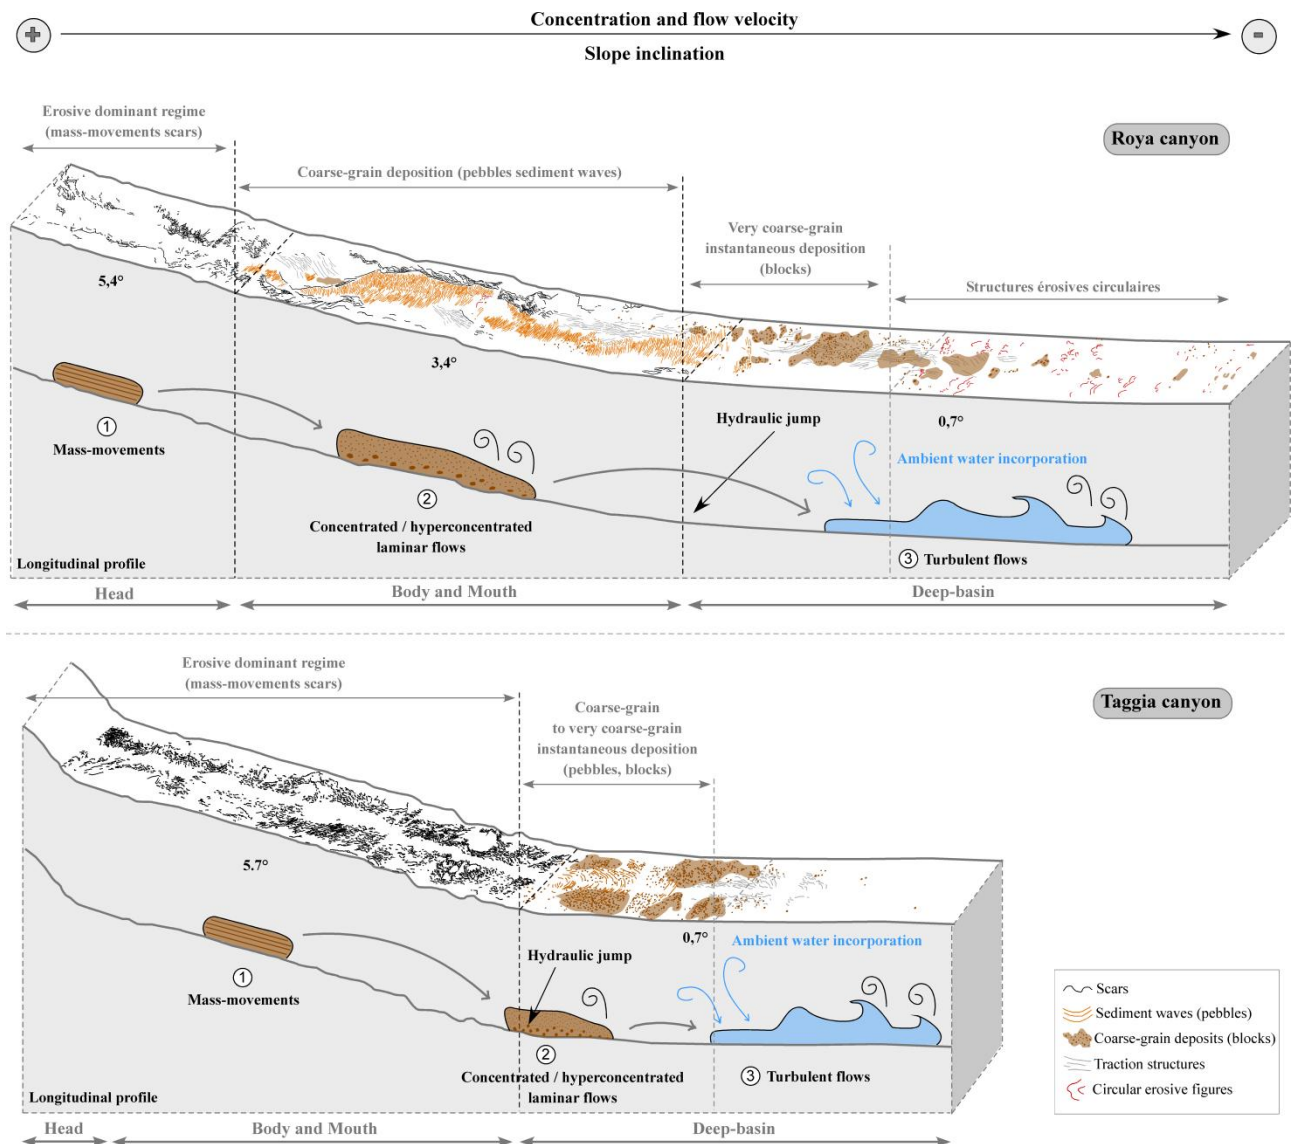 Concentration and flow velocity
+
-
Slope inclination
Erosive dominant regime
(mass-movements scars)
Roya canyon
Coarse-grain deposition (pebbles sediment waves)
Very coarse-grain
instantaneous deposition
(blocks)
Structures érosives circulaires
5,4°
3,4°
0,7°
Hydraulic jump
Ambient water incorporation
1
Mass-movements
2
Concentrated / hyperconcentrated
laminar flows
3 Turbulent flows
Longitudinal profile
Head
Body and Mouth
Deep-basin
Erosive dominant regime
(mass-movements scars)
Taggia canyon
Coarse-grain
to very coarse-grain
instantaneous deposition
(pebbles, blocks)
5.7°
0,7°
Ambient water incorporation
Hydraulic jump
1
Mass-movements
2
Concentrated / hyperconcentrated
laminar flows
3 Turbulent flows
Scars
Sediment waves (pebbles)
Coarse-grain deposits (blocks)
Traction structures
Circular erosive figures
Longitudinal profile
Head
Body and Mouth
Deep-basin